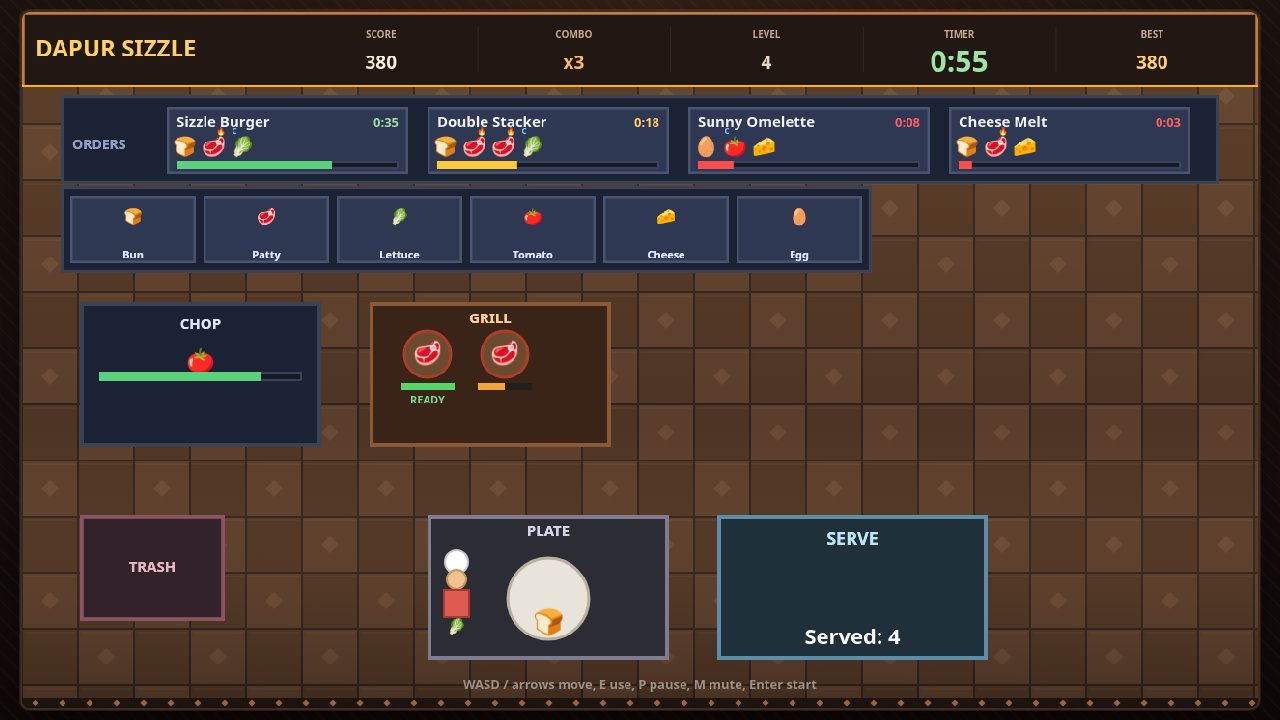 DAPUR SIZZLE
SCORE
380
COMBO
x3
LEVEL
4
TIMER
0:55
BEST
380
ORDERS
Sizzle Burger 0:35
c
Double Stacker 0:18
c
Sunny Omelette 0:08
c
Cheese Melt 0:03
Bun
Patty
Lettuce
Tomato
Cheese
Egg
CHOP
GRILL
READY
TRASH
PLATE
SERVE
Served: 4
WASD / arrows move, E use, P pause, M mute, Enter start